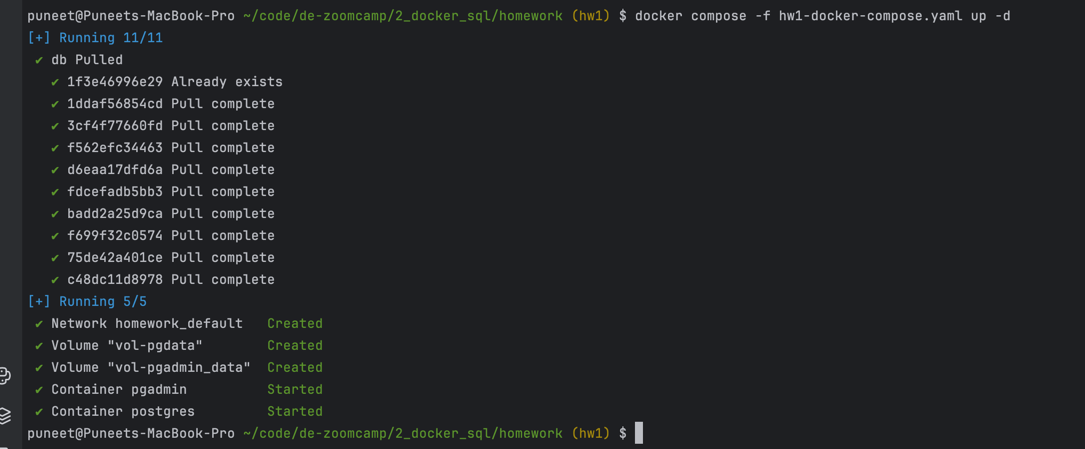 puneet@Puneets-MacBook-Pro ~/code/de-zoomcamp/2_docker_sql/homework (hw1) $ docker compose -f hw1-docker-compose.yaml up -d
[+] Running 11/11
✔ db Pulled
✔ 1f3e46996e29 Already exists
✔ 1ddaf56854cd Pull complete
✔ 3cf4f77660fd Pull complete
✔ f562efc34463 Pull complete
✔ d6eaa17dfd6a Pull complete
✔ fdcefadb5bb3 Pull complete
✔ badd2a25d9ca Pull complete
✔ f699f32c0574 Pull complete
✔ 75de42a401ce Pull complete
✔ c48dc11d8978 Pull complete
[+] Running 5/5
✔ Network homework_default Created
✔ Volume "vol-pgdata" Created
✔ Volume "vol-pgadmin_data" Created
✔ Container pgadmin Started
✔ Container postgres Started
puneet@Puneets-MacBook-Pro ~/code/de-zoomcamp/2_docker_sql/homework (hw1) $